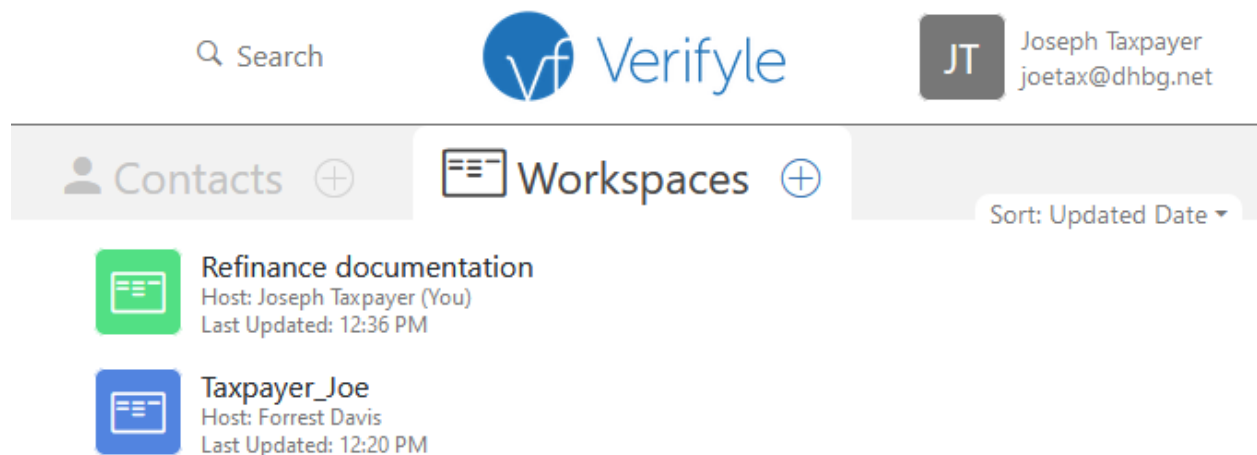 Search
vf Verifyle
JT
Joseph Taxpayer
joetax@dhbg.net
Contacts
Workspaces
Sort: Updated Date
Refinance documentation
Host: Joseph Taxpayer (You)
Last Updated: 12:36 PM
Taxpayer_Joe
Host: Forrest Davis
Last Updated: 12:20 PM